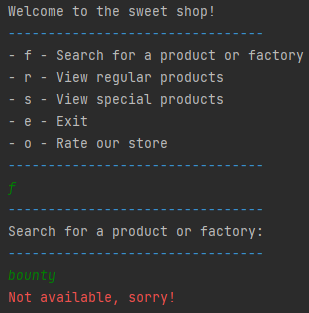 Welcome to the sweet shop!
--------------------------------
- f - Search for a product or factory
- r - View regular products
- s - View special products
- e - Exit
- o - Rate our store
--------------------------------
f
--------------------------------
Search for a product or factory:
--------------------------------
bounty
Not available, sorry!